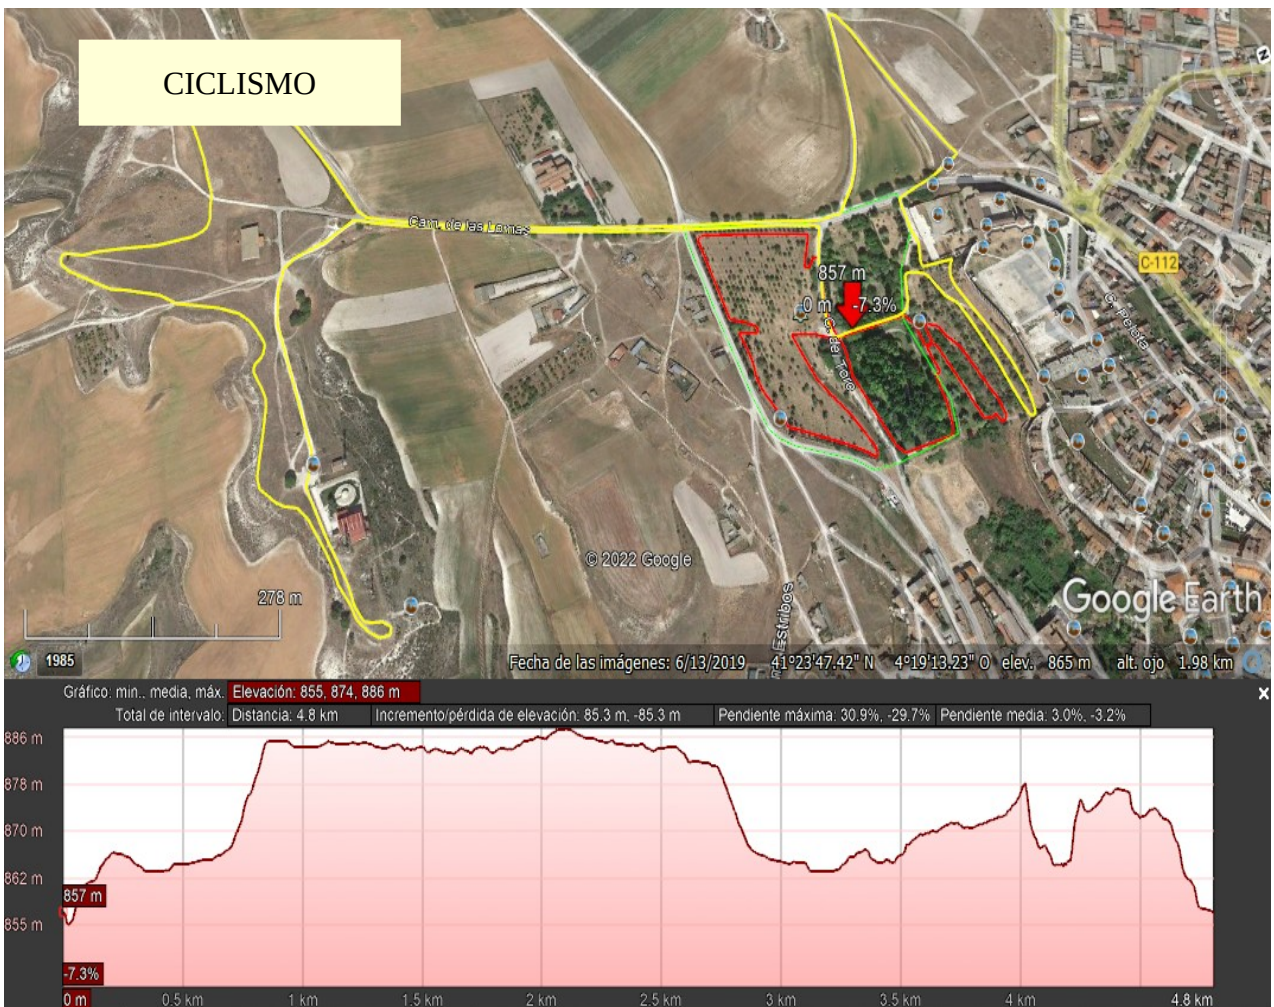 CICLISMO
Cam. de las Lomas
857 m
0 m -7.3%
C. de Toro
C-112
C. Peleta
Estribos
© 2022 Google
Google Earth
278 m
1985
Fecha de las imágenes: 6/13/2019 41°23'47.42" N 4°19'13.23" O elev. 865 m alt. ojo 1.98 km
Gráfico: min., media, máx. Elevación: 855, 874, 886 m
Total de intervalo: Distancia: 4.8 km Incremento/pérdida de elevación: 85.3 m, -85.3 m Pendiente máxima: 30.9%, -29.7% Pendiente media: 3.0%, -3.2%
886 m
878 m
870 m
862 m
857 m
855 m
-7.3%
0 m 0.5 km 1 km 1.5 km 2 km 2.5 km 3 km 3.5 km 4 km 4.8 km